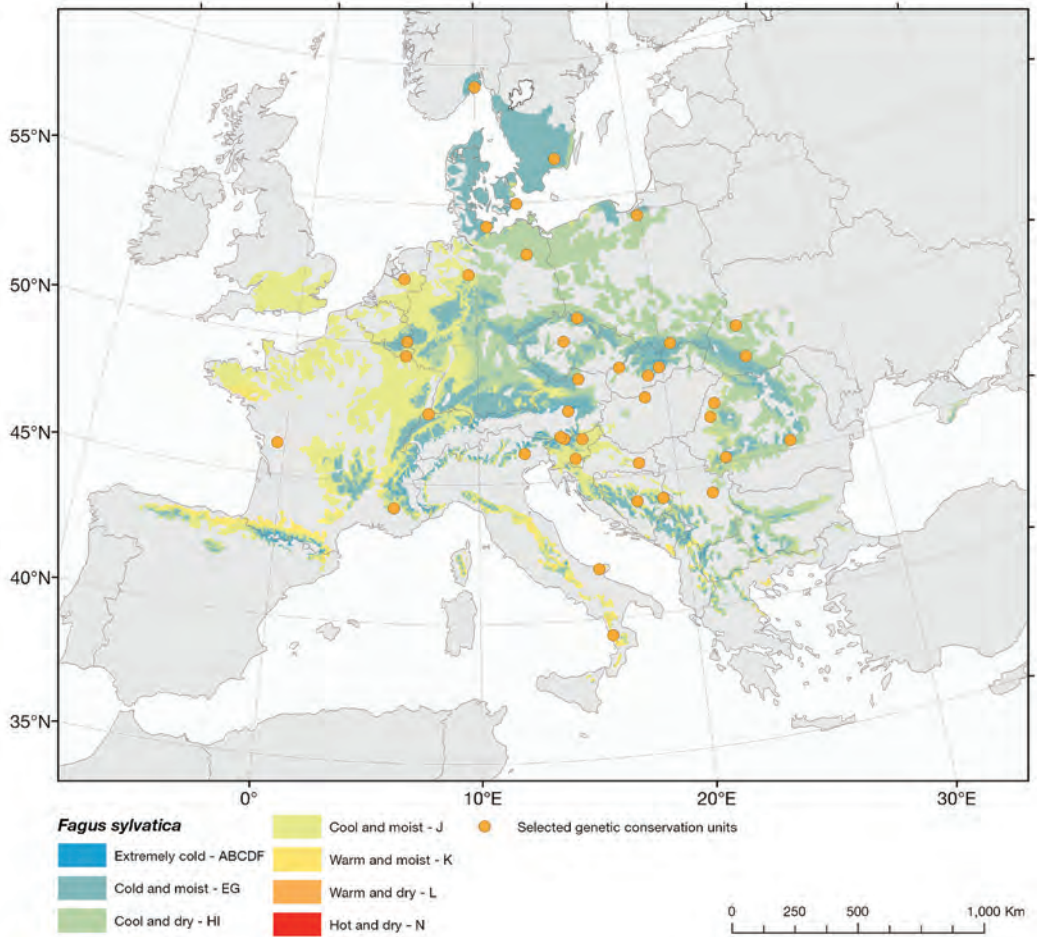 55°N
50°N
45°N
40°N
35°N
0°
10°E
20°E
30°E
Fagus sylvatica
Extremely cold - ABCDF
Cold and moist - EG
Cool and dry - HI
Cool and moist - J
Warm and moist - K
Warm and dry - L
Hot and dry - N
Selected genetic conservation units
0 250 500 1,000 Km